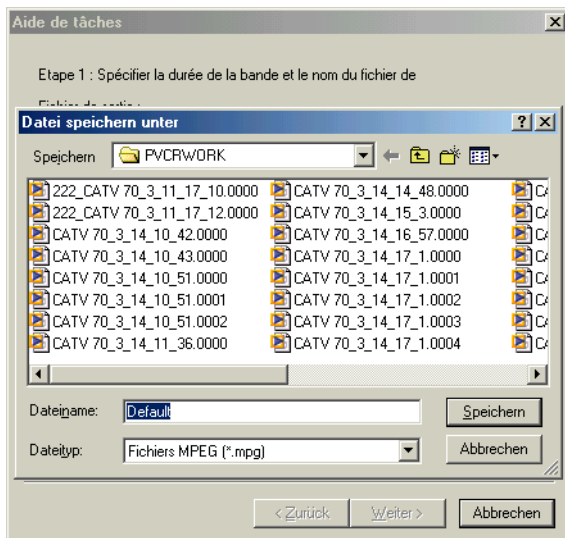 Aide de tâches
Etape 1 : Spécifier la durée de la bande et le nom du fichier de
Datei speichern unter
Speichern PVCRWORK
222_CATV 70_3_11_17_10.0000
222_CATV 70_3_11_17_12.0000
CATV 70_3_14_10_42.0000
CATV 70_3_14_10_43.0000
CATV 70_3_14_10_51.0000
CATV 70_3_14_10_51.0001
CATV 70_3_14_10_51.0002
CATV 70_3_14_11_36.0000
CATV 70_3_14_14_48.0000
CATV 70_3_14_15_3.0000
CATV 70_3_14_16_57.0000
CATV 70_3_14_17_1.0000
CATV 70_3_14_17_1.0001
CATV 70_3_14_17_1.0002
CATV 70_3_14_17_1.0003
CATV 70_3_14_17_1.0004
Dateiname: Default Speichern
Dateityp: Fichiers MPEG (*.mpg) Abbrechen
< Zurück Weiter > Abbrechen